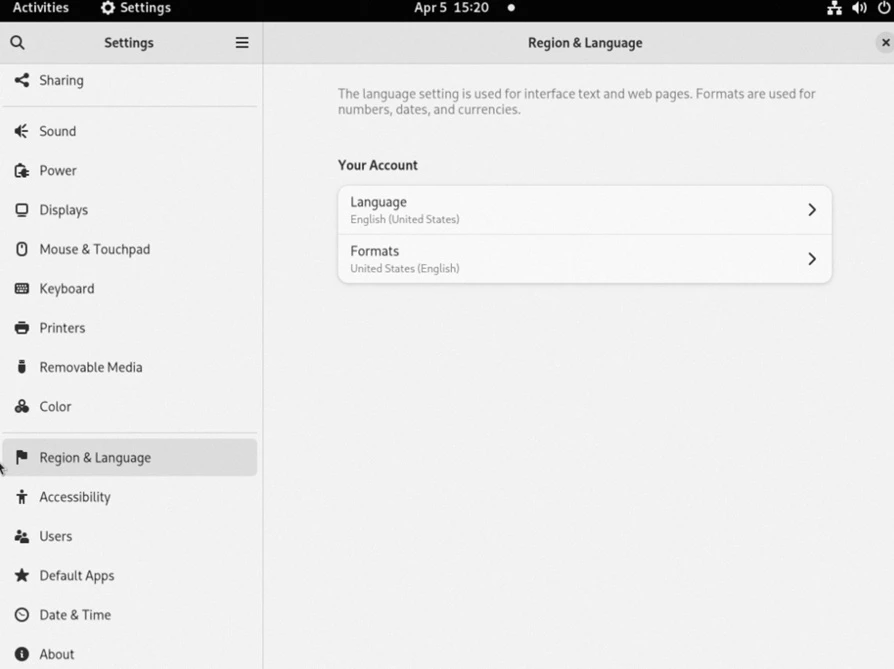 Activities Settings Apr 5 15:20
Settings
Region & Language
Sharing
Sound
Power
Displays
Mouse & Touchpad
Keyboard
Printers
Removable Media
Color
Region & Language
Accessibility
Users
Default Apps
Date & Time
About
The language setting is used for interface text and web pages. Formats are used for
numbers, dates, and currencies.
Your Account
Language
English (United States)
Formats
United States (English)